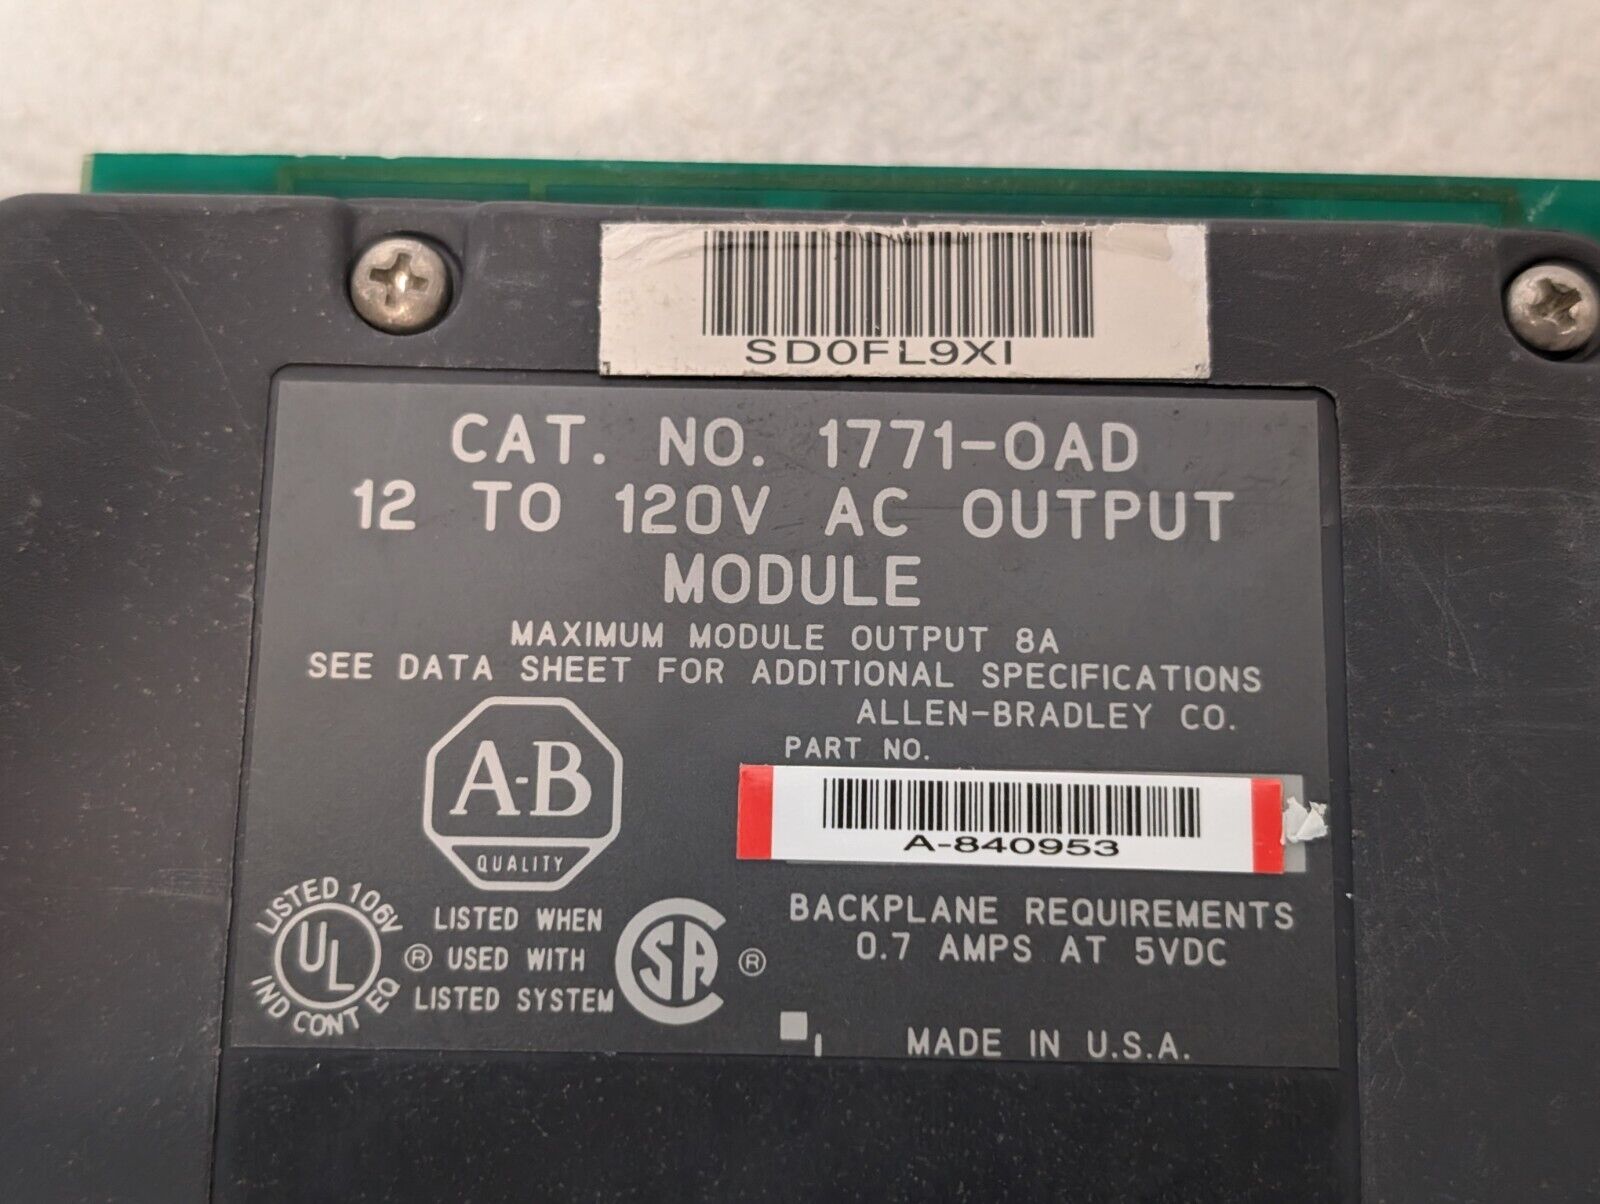 SD0FL9XI
CAT. NO. 1771-OAD
12 TO 120V AC OUTPUT
MODULE
MAXIMUM MODULE OUTPUT 8A
SEE DATA SHEET FOR ADDITIONAL SPECIFICATIONS
ALLEN-BRADLEY CO.
PART NO.
A-840953
A-B
QUALITY
LISTED 106V
UL
IND CONT EQ
®
LISTED WHEN
USED WITH
LISTED SYSTEM
SA
®
BACKPLANE REQUIREMENTS
0.7 AMPS AT 5VDC
MADE IN U.S.A.